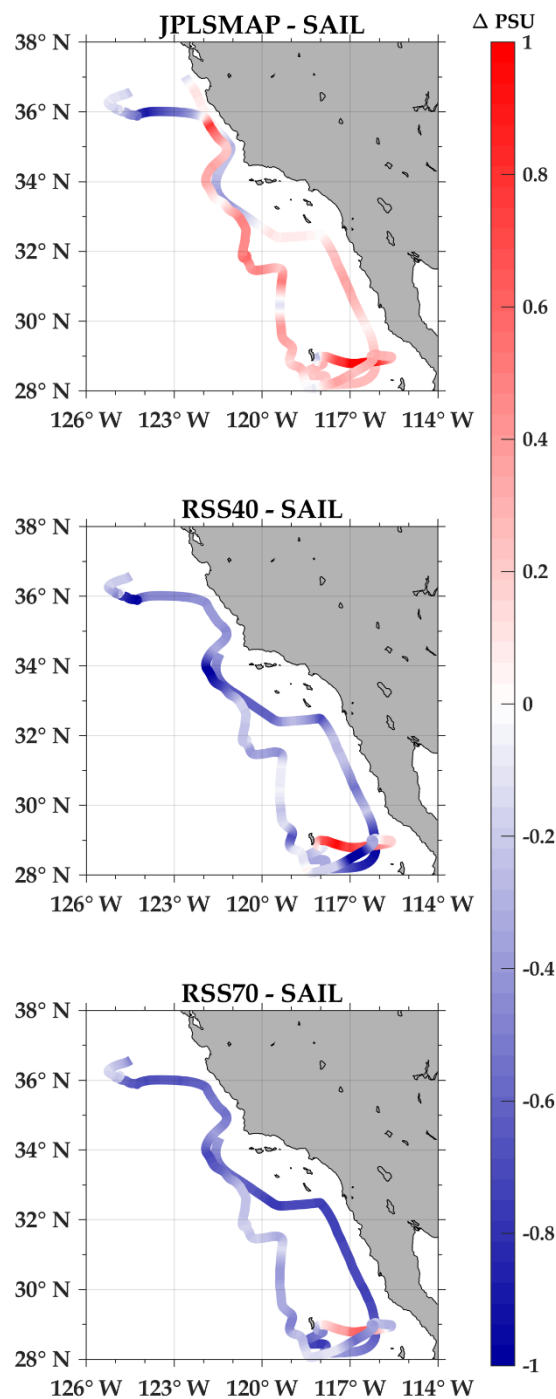 JPLSMAP - SAIL
Δ PSU
38° N
36° N
34° N
32° N
30° N
28° N
126° W 123° W 120° W 117° W 114° W
RSS40 - SAIL
38° N
36° N
34° N
32° N
30° N
28° N
126° W 123° W 120° W 117° W 114° W
RSS70 - SAIL
38° N
36° N
34° N
32° N
30° N
28° N
126° W 123° W 120° W 117° W 114° W
1
0.8
0.6
0.4
0.2
0
-0.2
-0.4
-0.6
-0.8
-1